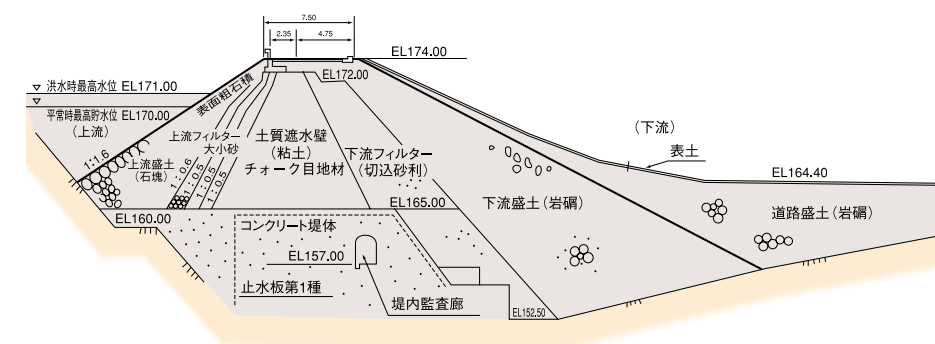 7.50
2.35
4.75
EL174.00
EL172.00
洪水時最高水位 EL171.00
平常時最高貯水位 EL170.00
(上流)
表面粗石積
1:1.6
上流盛土
(石塊)
上流フィルター
大小砂
1:0.6
1:0.5
1:0.5
1:0.5
土質遮水壁
(粘土)
チョーク目地材
下流フィルター
(切込砂利)
(下流)
表土
EL164.40
下流盛土(岩碉)
道路盛土(岩碉)
EL160.00
EL165.00
コンクリート堤体
EL157.00
止水板第1種
堤内監査廊
EL152.50